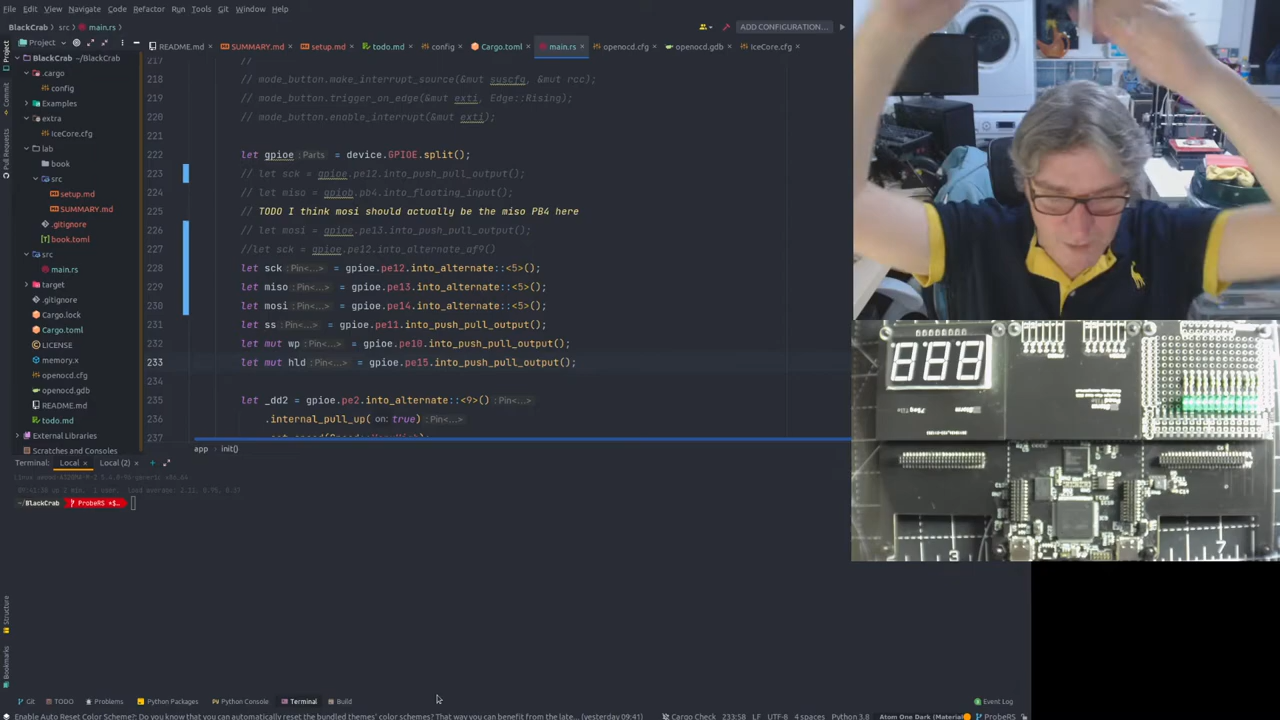 File Edit View Navigate Code Refactor Run Tools Git Window Help
BlackCrab > src > main.rs
ADD CONFIGURATION...
Project
README.md SUMMARY.md setup.md todo.md config Cargo.toml main.rs openocd.cfg openocd.gdb IceCore.cfg
BlackCrab ~/BlackCrab
.cargo
config
Examples
extra
IceCore.cfg
lab
book
src
setup.md
SUMMARY.md
.gitignore
book.toml
src
main.rs
target
.gitignore
Cargo.lock
Cargo.toml
LICENSE
memory.x
openocd.cfg
openocd.gdb
README.md
todo.md
External Libraries
Scratches and Consoles
Project
Commit
Pull Requests
217 //
218 // mode_button.make_interrupt_source(&mut suscfg, &mut rcc);
219 // mode_button.trigger_on_edge(&mut exti, Edge::Rising);
220 // mode_button.enable_interrupt(&mut exti);
221
222 let gpioe : Parts = device.GPIOE.split();
223 // let sck = gpioe.pe12.into_push_pull_output();
224 // let miso = gpiob.pb4.into_floating_input();
225 // TODO I think mosi should actually be the miso PB4 here
226 // let mosi = gpioe.pe13.into_push_pull_output();
227 //let sck = gpioe.pe12.into_alternate_af9()
228 let sck : Pin<...> = gpioe.pe12.into_alternate::<5>();
229 let miso : Pin<...> = gpioe.pe13.into_alternate::<5>();
230 let mosi : Pin<...> = gpioe.pe14.into_alternate::<5>();
231 let ss : Pin<...> = gpioe.pe11.into_push_pull_output();
232 let mut wp : Pin<...> = gpioe.pe10.into_push_pull_output();
233 let mut hld : Pin<...> = gpioe.pe15.into_push_pull_output();
234
235 let _dd2 = gpioe.pe2.into_alternate::<9>() : Pin<...>
236 .internal_pull_up( on: true) : Pin<...>
237
app > init()
Terminal: Local Local (2) +
~/BlackCrab ProbeRS
Structure
Bookmarks
888
3
7
Git TODO Problems Python Packages Python Console Terminal Build
Event Log
Enable Auto Reset Color Scheme?: Do you know that you can automatically reset the bundled themes' color schemes? That way you can benefit from the late... (yesterday 09:41)
Cargo Check 233:58 LF UTF-8 4 spaces Python 3.8 Atom One Dark (Material) ProbeRS